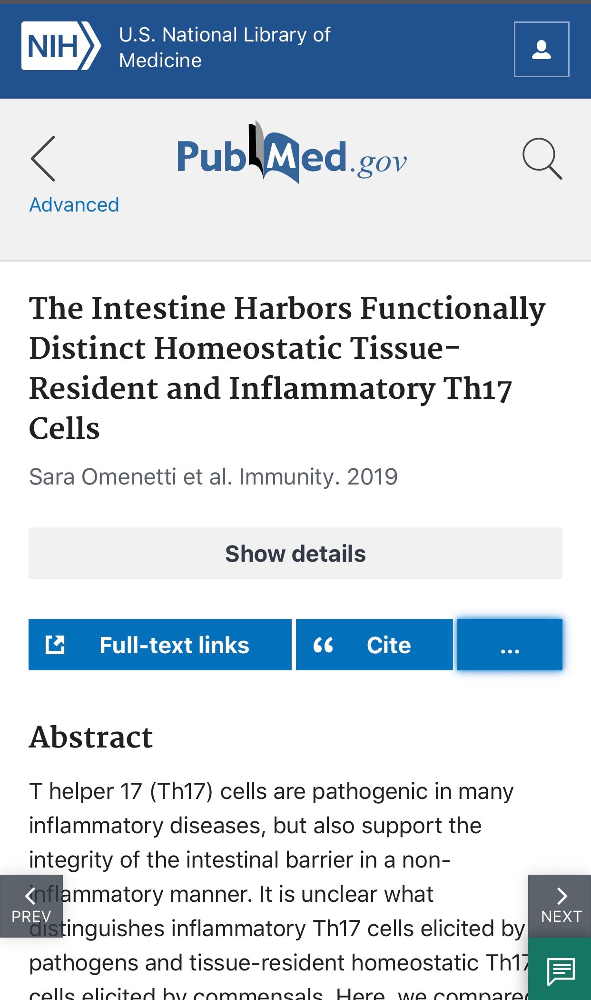 NIH
U.S. National Library of
Medicine
PubMed.gov
Advanced
The Intestine Harbors Functionally
Distinct Homeostatic Tissue-
Resident and Inflammatory Th17
Cells
Sara Omenetti et al. Immunity. 2019
Show details
Full-text links
Cite
...
Abstract
T helper 17 (Th17) cells are pathogenic in many
inflammatory diseases, but also support the
integrity of the intestinal barrier in a non-
inflammatory manner. It is unclear what
PREV
NEXT
distinguishes inflammatory Th17 cells elicited by
pathogens and tissue-resident homeostatic Th17
cells elicited by commensals. Here, we compared